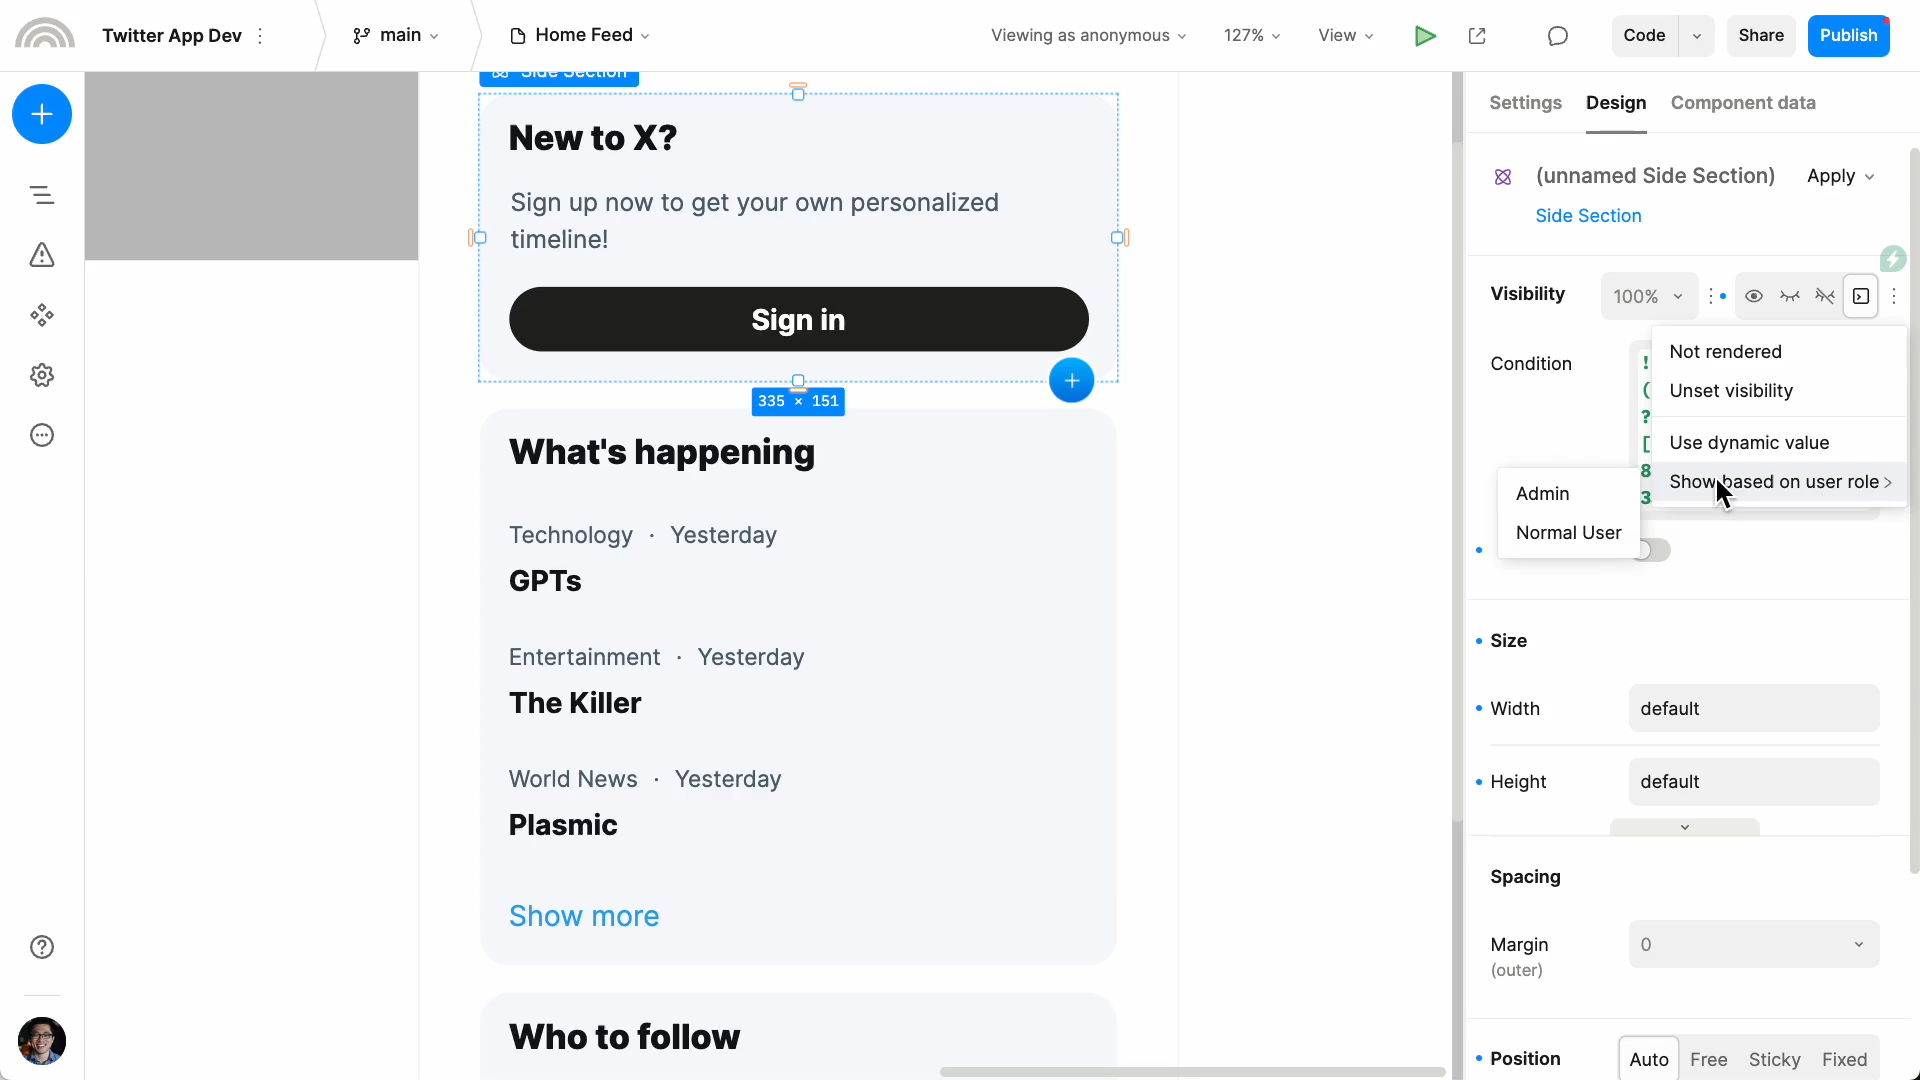 Twitter App Dev
main
Home Feed
Viewing as anonymous
127%
View
Code
Share
Publish
Side Section
New to X?
Sign up now to get your own personalized
timeline!
Sign in
335 × 151
What's happening
Technology · Yesterday
GPTs
Entertainment · Yesterday
The Killer
World News · Yesterday
Plasmic
Show more
Who to follow
Settings
Design
Component data
(unnamed Side Section)
Apply
Side Section
Visibility
100%
Condition
!
(
?
[
8
3
Not rendered
Unset visibility
Use dynamic value
Show based on user role
Admin
Normal User
Size
Width
default
Height
default
Spacing
Margin
(outer)
0
Position
Auto
Free
Sticky
Fixed